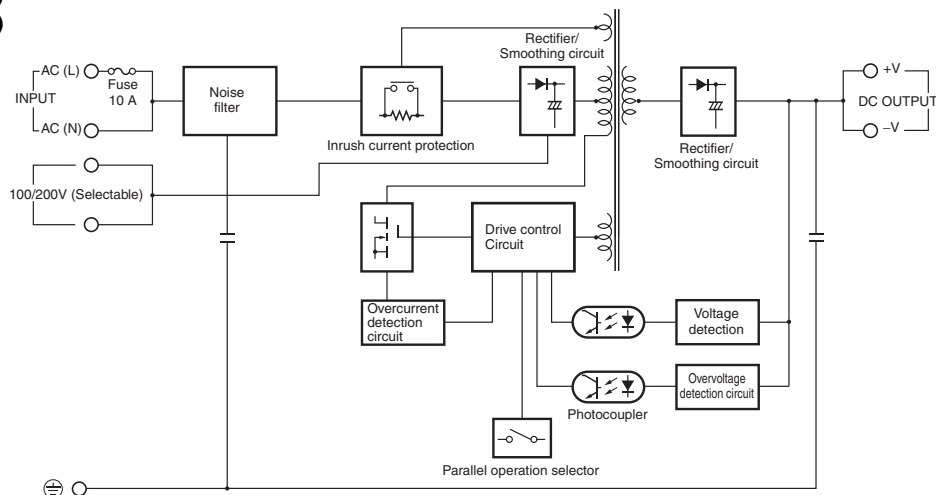 Rectifier/
Smoothing circuit
AC (L)
Fuse
10 A
INPUT
AC (N)
Noise
filter
Inrush current protection
+V
DC OUTPUT
–V
Rectifier/
Smoothing circuit
100/200V (Selectable)
Drive control
Circuit
Overcurrent
detection
circuit
Voltage
detection
Overvoltage
detection circuit
Photocoupler
Parallel operation selector